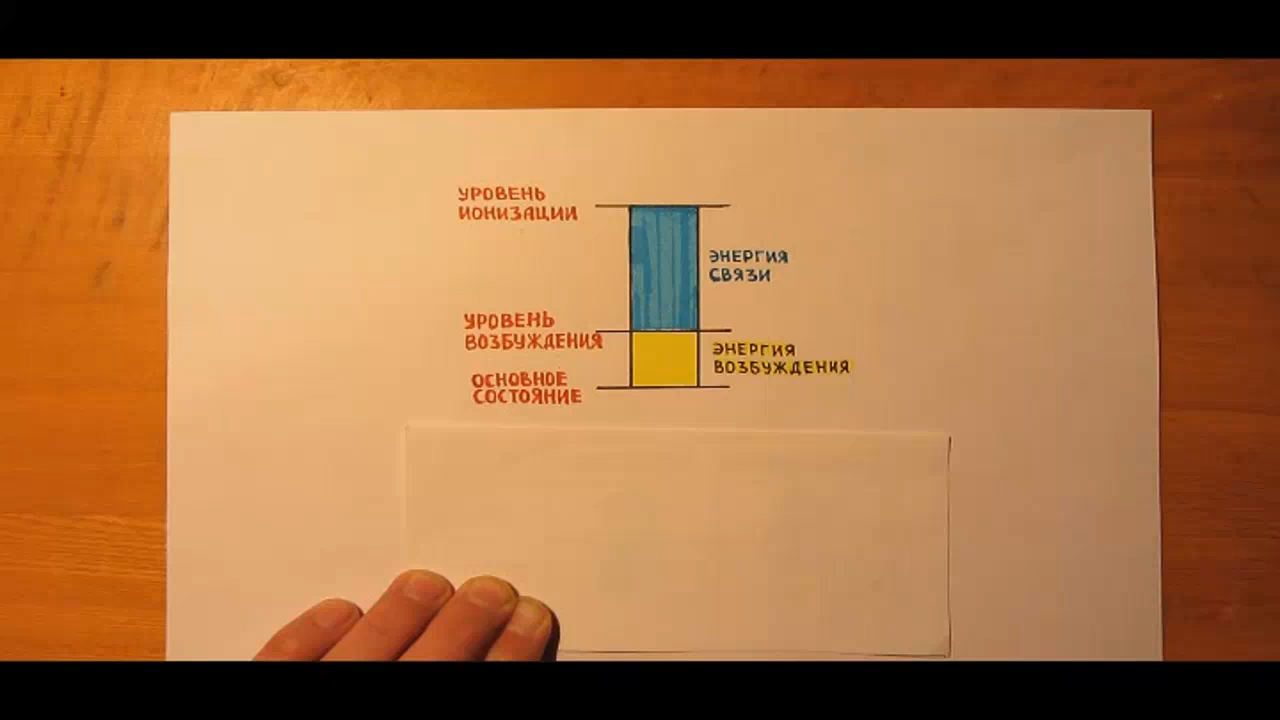 УРОВЕНЬ
ИОНИЗАЦИИ
ЭНЕРГИЯ
СВЯЗИ
УРОВЕНЬ
ВОЗБУЖДЕНИЯ
ЭНЕРГИЯ
ВОЗБУЖДЕНИЯ
ОСНОВНОЕ
СОСТОЯНИЕ